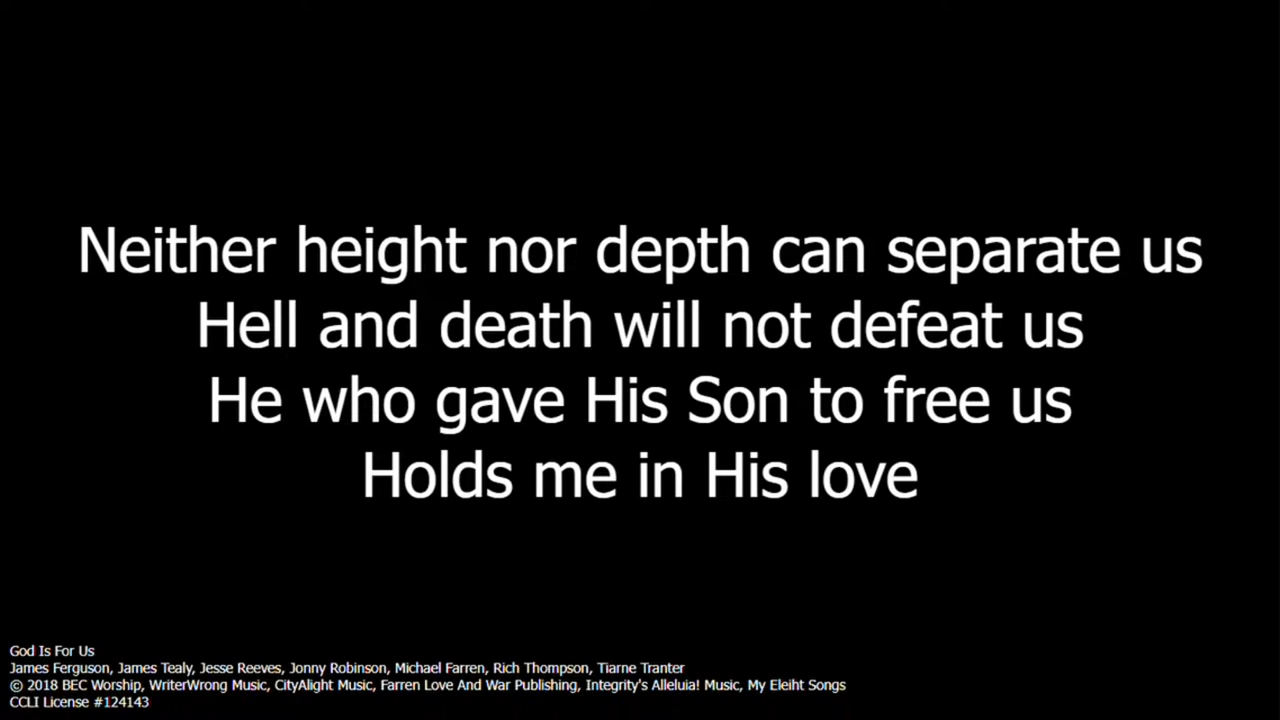 Neither height nor depth can separate us
Hell and death will not defeat us
He who gave His Son to free us
Holds me in His love
God Is For Us
James Ferguson, James Tealy, Jesse Reeves, Jonny Robinson, Michael Farren, Rich Thompson, Tiarne Tranter
© 2018 BEC Worship, WriterWrong Music, CityAlight Music, Farren Love And War Publishing, Integrity's Alleluia! Music, My Eleiht Songs
CCLI License #124143